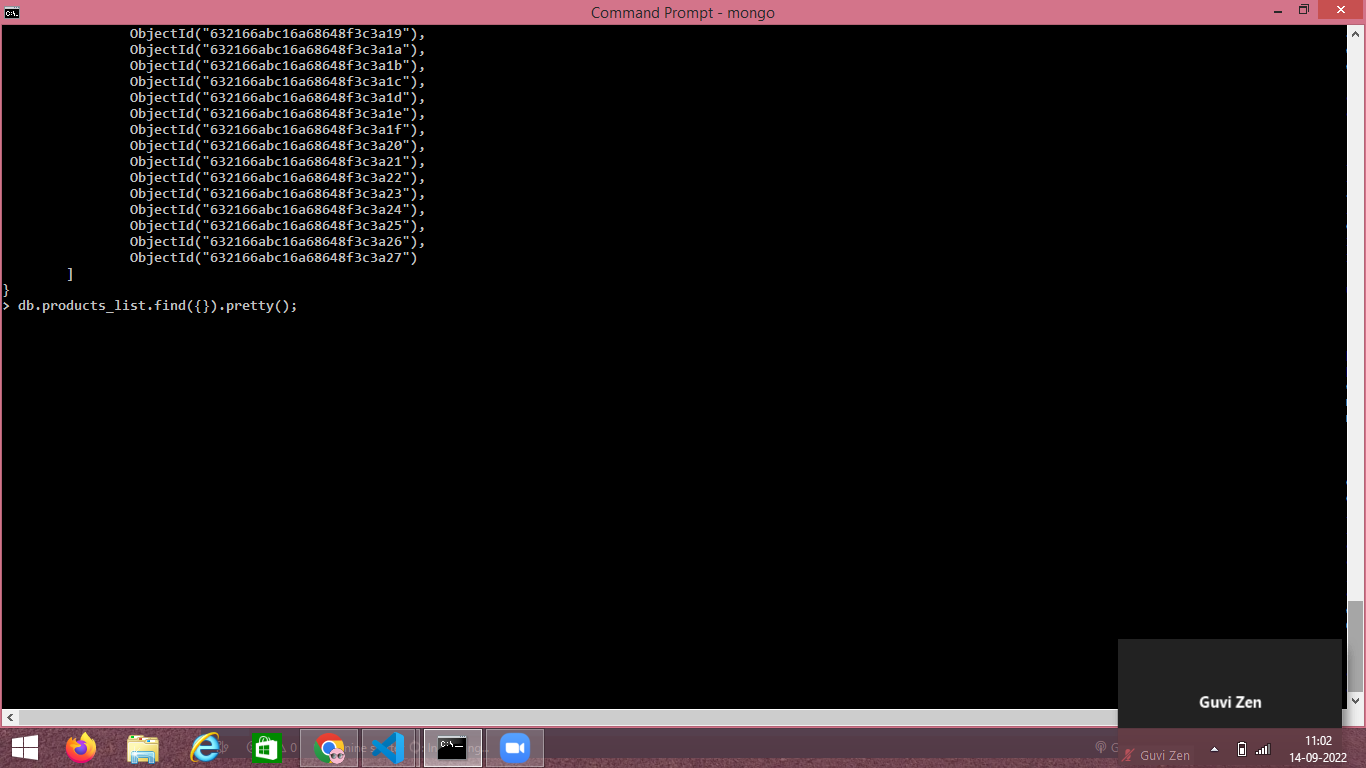 Command Prompt - mongo
ObjectId("632166abc16a68648f3c3a19"),
ObjectId("632166abc16a68648f3c3a1a"),
ObjectId("632166abc16a68648f3c3a1b"),
ObjectId("632166abc16a68648f3c3a1c"),
ObjectId("632166abc16a68648f3c3a1d"),
ObjectId("632166abc16a68648f3c3a1e"),
ObjectId("632166abc16a68648f3c3a1f"),
ObjectId("632166abc16a68648f3c3a20"),
ObjectId("632166abc16a68648f3c3a21"),
ObjectId("632166abc16a68648f3c3a22"),
ObjectId("632166abc16a68648f3c3a23"),
ObjectId("632166abc16a68648f3c3a24"),
ObjectId("632166abc16a68648f3c3a25"),
ObjectId("632166abc16a68648f3c3a26"),
ObjectId("632166abc16a68648f3c3a27")
]
}
> db.products_list.find({}).pretty();
Guvi Zen
Guvi Zen
11:02
14-09-2022